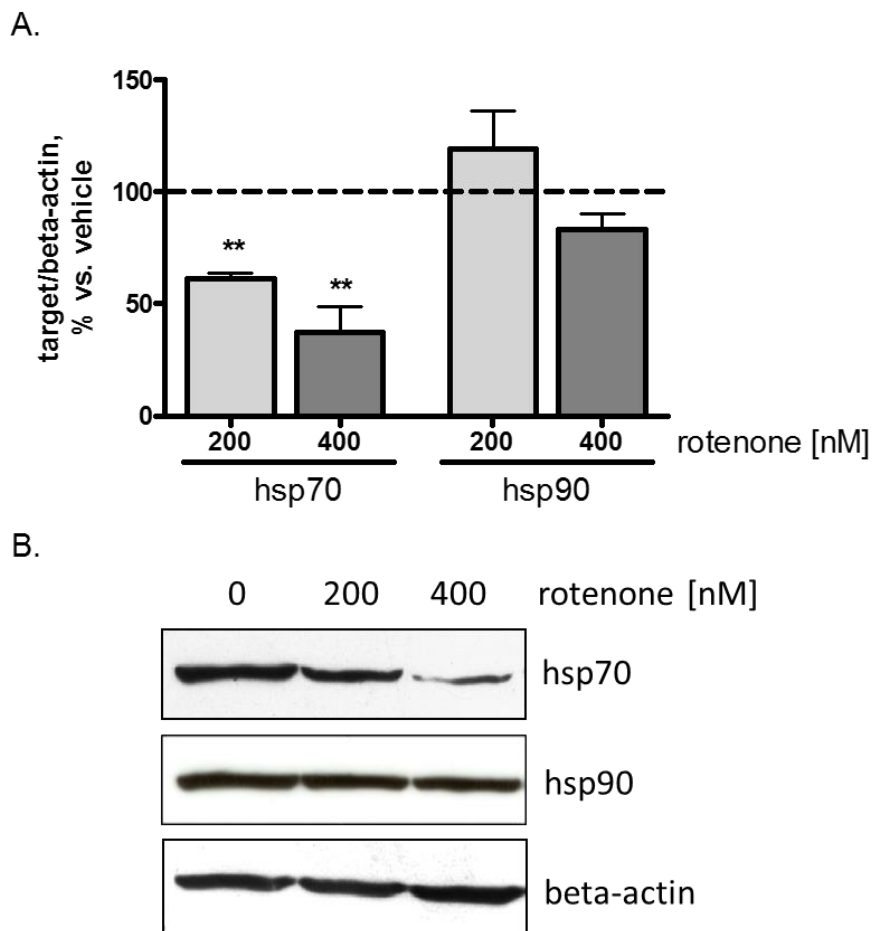 A.
target/beta-actin,
% vs. vehicle
150
100
50
0
** ** 
200 400 200 400 rotenone [nM]
hsp70 hsp90
B.
0 200 400 rotenone [nM]
hsp70
hsp90
beta-actin